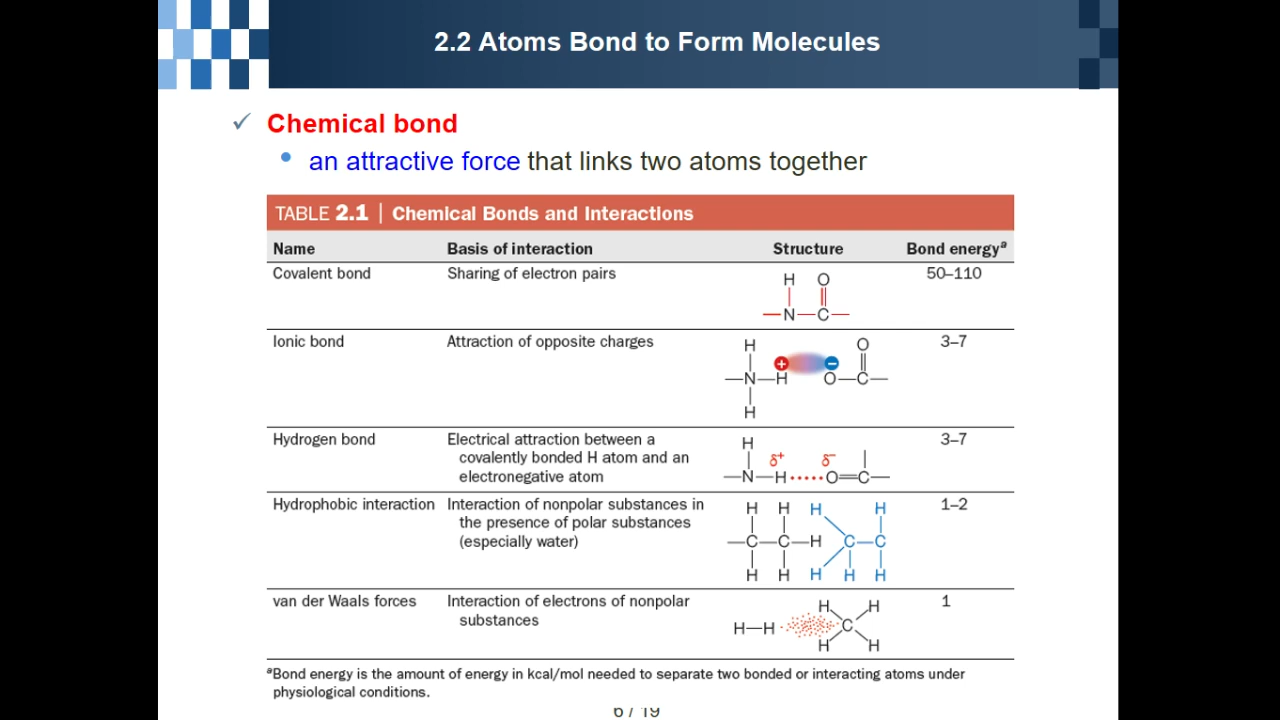 2.2 Atoms Bond to Form Molecules
✓ Chemical bond
• an attractive force that links two atoms together
TABLE 2.1 | Chemical Bonds and Interactions
Name Basis of interaction Structure Bond energyᵃ
Covalent bond Sharing of electron pairs 50–110
H O
—N—C—
Ionic bond Attraction of opposite charges 3–7
H O
+ −
—N—H O—C—
H
Hydrogen bond Electrical attraction between a 3–7
covalently bonded H atom and an
electronegative atom
H δ⁺ δ⁻
—N—H·····O=C—
Hydrophobic interaction Interaction of nonpolar substances in 1–2
the presence of polar substances
(especially water)
H H H H
—C—C—H C—C
H H H H H
van der Waals forces Interaction of electrons of nonpolar 1
substances
H H
H—H C
H H
ᵃBond energy is the amount of energy in kcal/mol needed to separate two bonded or interacting atoms under
physiological conditions.
6 / 19